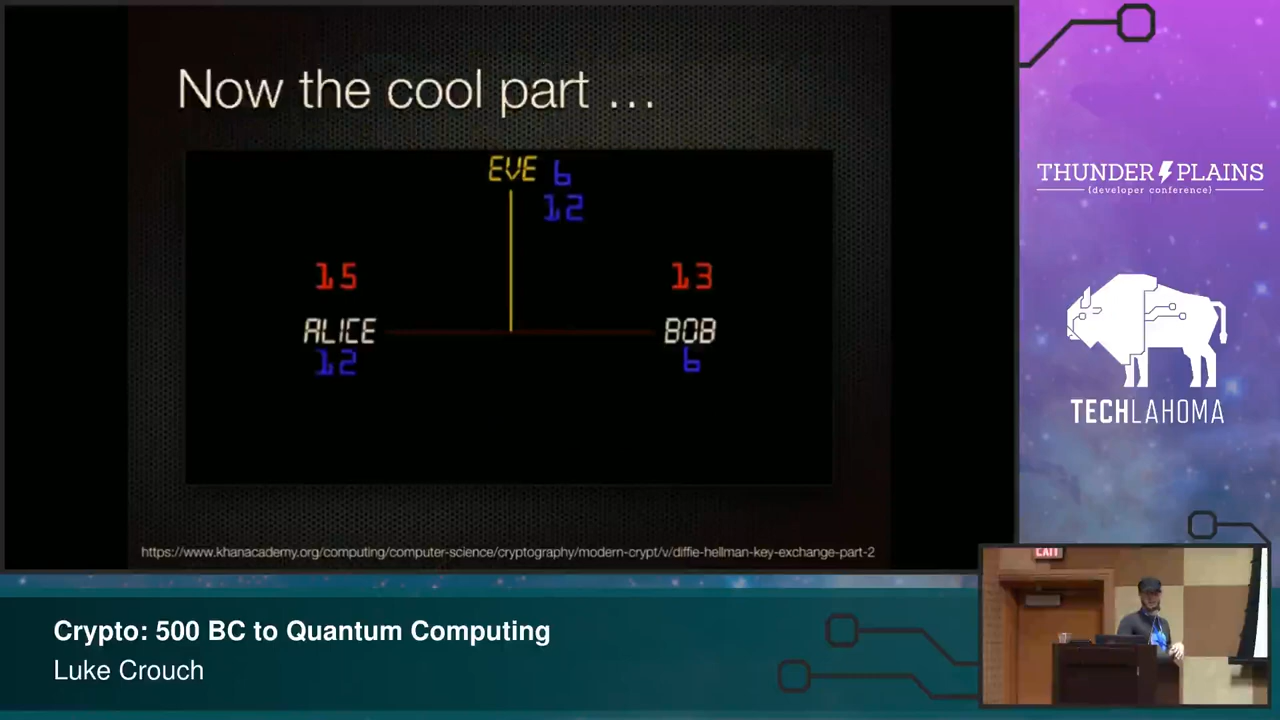 Now the cool part ...
EVE 6
12
15 13
ALICE BOB
12 6
https://www.khanacademy.org/computing/computer-science/cryptography/modern-crypt/v/diffie-hellman-key-exchange-part-2
THUNDER PLAINS
{developer conference}
TECHLAHOMA
EXIT
Crypto: 500 BC to Quantum Computing
Luke Crouch